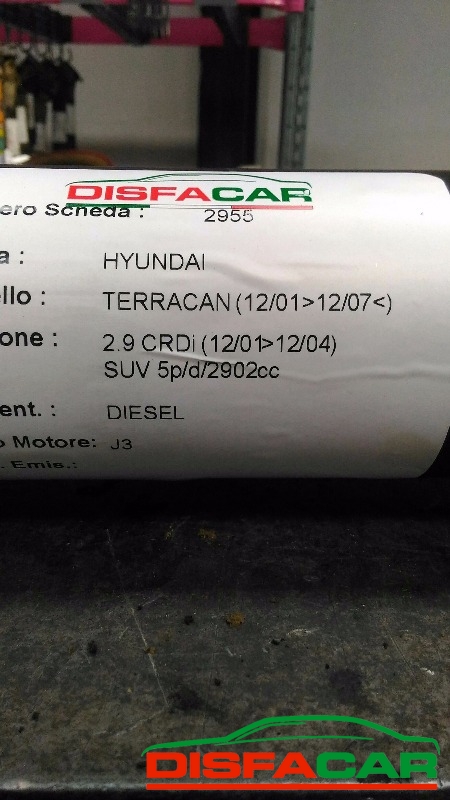 DISFACAR
ero Scheda : 2955
a : HYUNDAI
ello : TERRACAN (12/01>12/07<)
one : 2.9 CRDi (12/01>12/04)
SUV 5p/d/2902cc
ent. : DIESEL
o Motore: J3
. Emis.:
DISFACAR